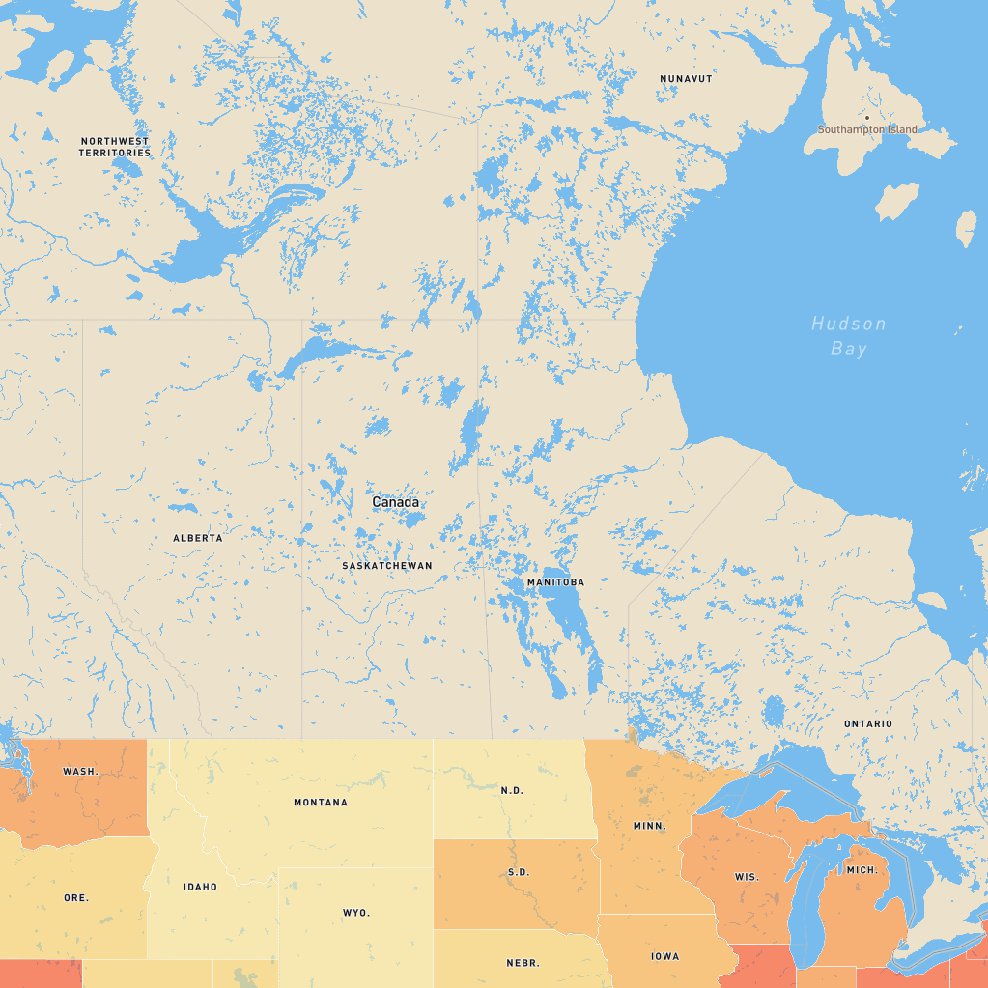 NUNAVUT
Southampton Island
NORTHWEST
TERRITORIES
Hudson
Bay
Canada
ALBERTA
SASKATCHEWAN
MANITOBA
ONTARIO
WASH.
MONTANA
N.D.
MINN.
ORE.
IDAHO
S.D.
WIS.
MICH.
WYO.
NEBR.
IOWA